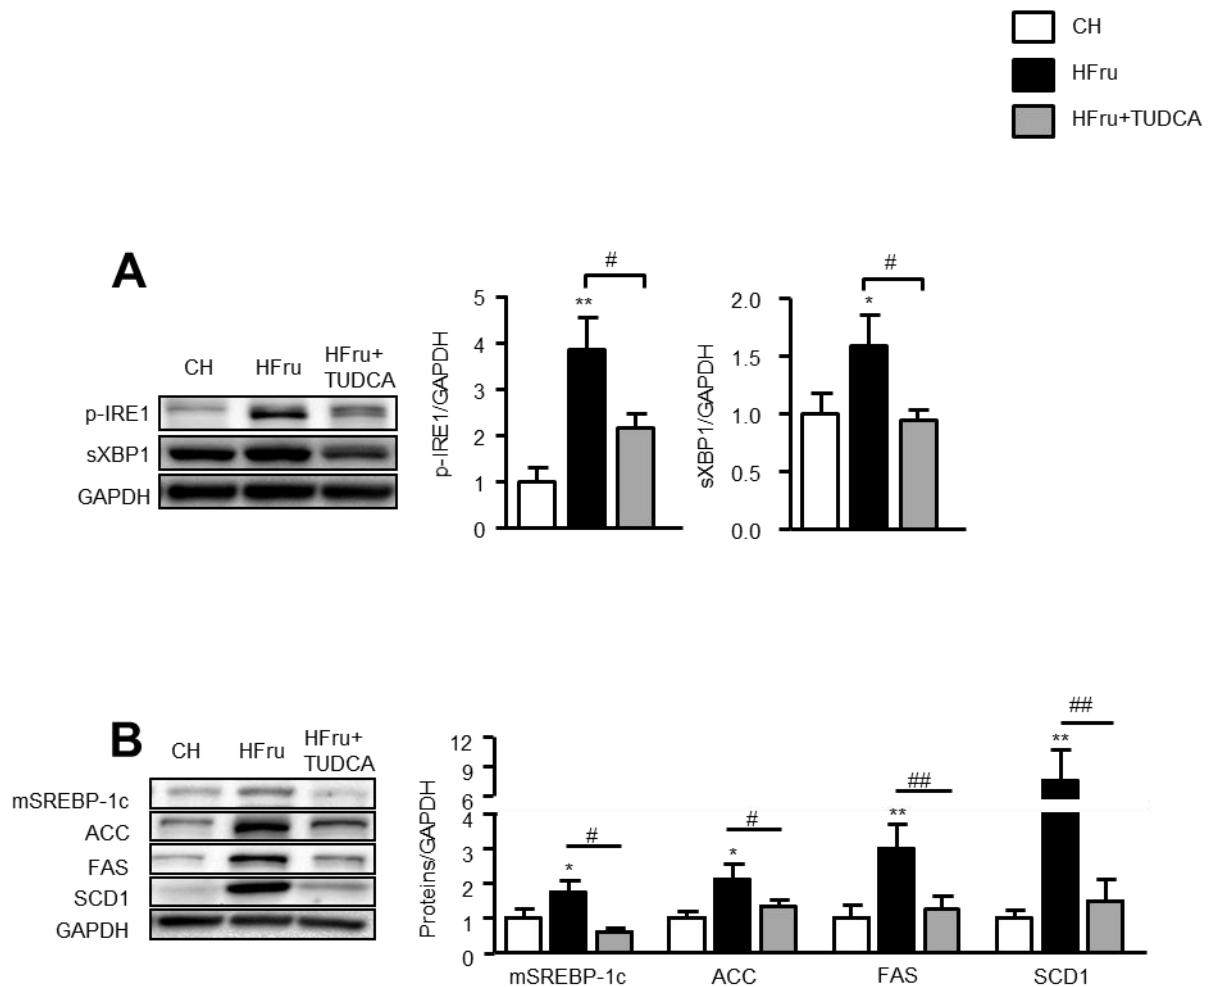 CH
HFru
HFru+TUDCA
A
CH
HFru
HFru+
TUDCA
p-IRE1
sXBP1
GAPDH
p-IRE1/GAPDH
5
4
3
2
1
0
**
#
sXBP1/GAPDH
2.0
1.5
1.0
0.5
0.0
*
#
B
CH
HFru
HFru+
TUDCA
mSREBP-1c
ACC
FAS
SCD1
GAPDH
Proteins/GAPDH
12
9
6
4
3
2
1
0
*
#
*
#
**
##
**
##
mSREBP-1c
ACC
FAS
SCD1